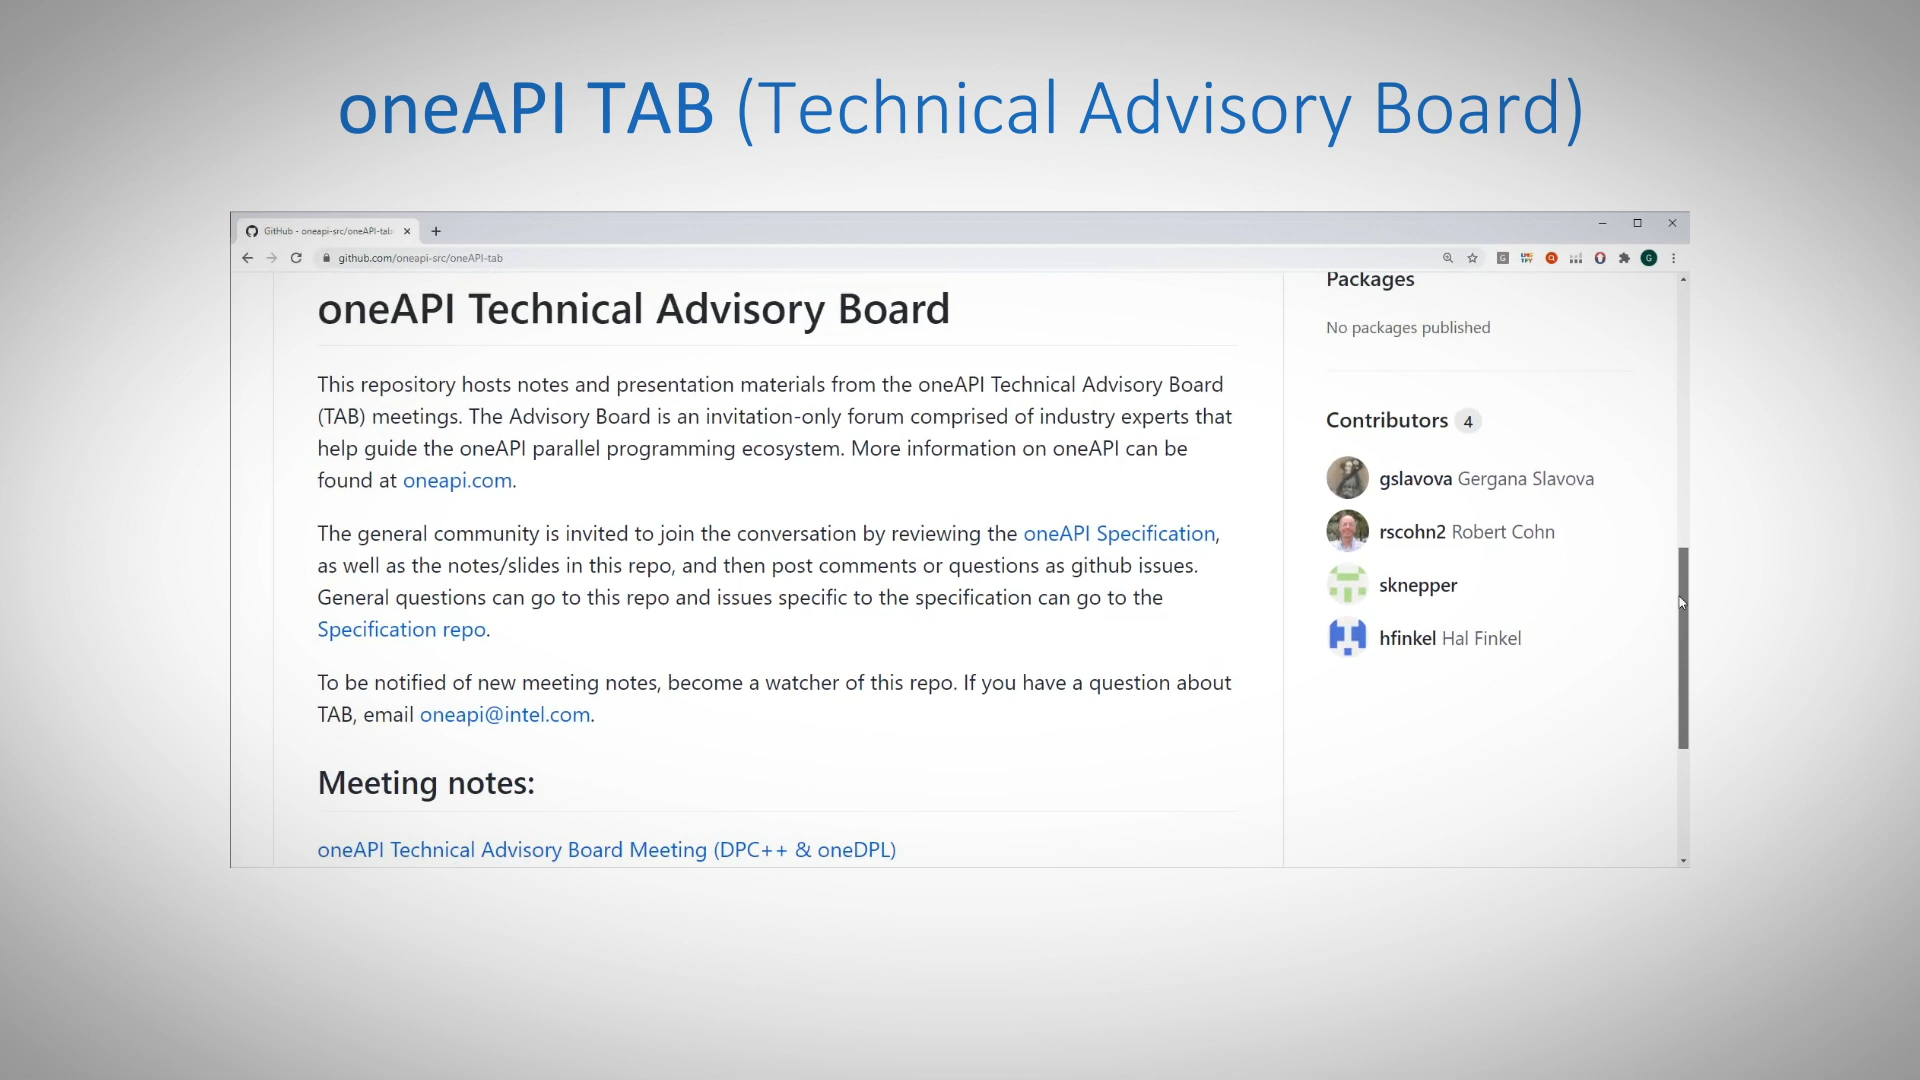 oneAPI TAB (Technical Advisory Board)
GitHub - oneapi-src/oneAPI-tab
github.com/oneapi-src/oneAPI-tab
G
oneAPI Technical Advisory Board
This repository hosts notes and presentation materials from the oneAPI Technical Advisory Board
(TAB) meetings. The Advisory Board is an invitation-only forum comprised of industry experts that
help guide the oneAPI parallel programming ecosystem. More information on oneAPI can be
found at oneapi.com.
The general community is invited to join the conversation by reviewing the oneAPI Specification,
as well as the notes/slides in this repo, and then post comments or questions as github issues.
General questions can go to this repo and issues specific to the specification can go to the
Specification repo.
To be notified of new meeting notes, become a watcher of this repo. If you have a question about
TAB, email oneapi@intel.com.
Meeting notes:
oneAPI Technical Advisory Board Meeting (DPC++ & oneDPL)
Packages
No packages published
Contributors 4
gslavova Gergana Slavova
rscohn2 Robert Cohn
sknepper
hfinkel Hal Finkel